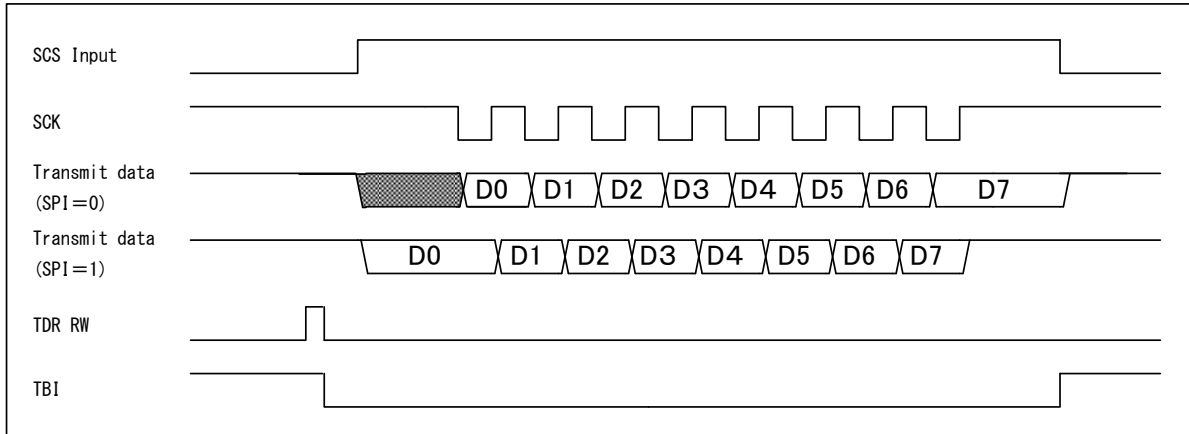 SCS Input
SCK
Transmit data
(SPI=0)
D0 D1 D2 D3 D4 D5 D6 D7
Transmit data
(SPI=1)
D0 D1 D2 D3 D4 D5 D6 D7
TDR RW
TBI